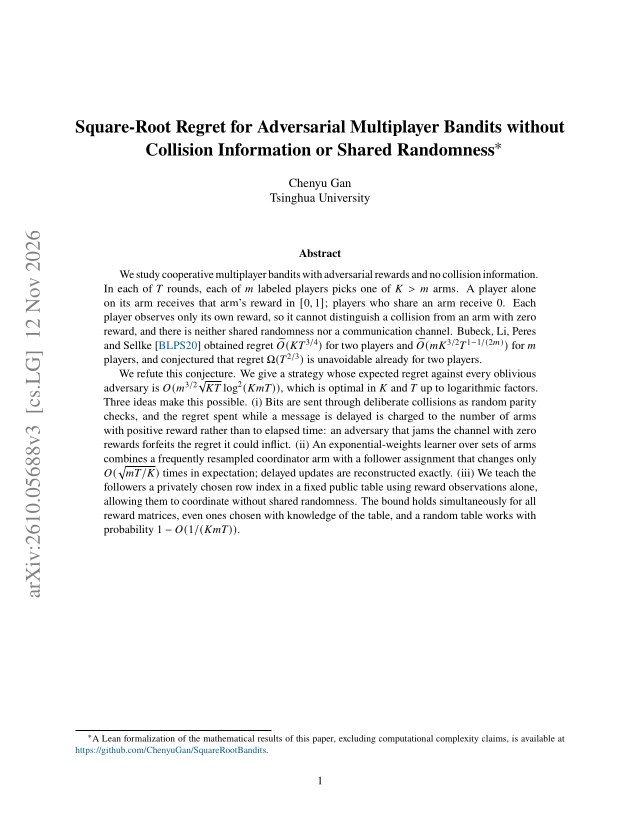 Square-Root Regret for Adversarial Multiplayer Bandits without
Collision Information or Shared Randomness*
Chenyu Gan
Tsinghua University
Abstract
We study cooperative multiplayer bandits with adversarial rewards and no collision information.
In each of T rounds, each of m labeled players picks one of K > m arms. A player alone
on its arm receives that arm's reward in [0, 1]; players who share an arm receive 0. Each
player observes only its own reward, so it cannot distinguish a collision from an arm with zero
reward, and there is neither shared randomness nor a communication channel. Bubeck, Li, Peres
and Sellke [BLPS20] obtained regret Õ(KT^{3/4}) for two players and Õ(mK^{3/2}T^{1−1/(2m)}) for m
players, and conjectured that regret Ω(T^{2/3}) is unavoidable already for two players.
We refute this conjecture. We give a strategy whose expected regret against every oblivious
adversary is O(m^{3/2}√KT log²(KmT)), which is optimal in K and T up to logarithmic factors.
Three ideas make this possible. (i) Bits are sent through deliberate collisions as random parity
checks, and the regret spent while a message is delayed is charged to the number of arms
with positive reward rather than to elapsed time: an adversary that jams the channel with zero
rewards forfeits the regret it could inflict. (ii) An exponential-weights learner over sets of arms
combines a frequently resampled coordinator arm with a follower assignment that changes only
O(√mT/K) times in expectation; delayed updates are reconstructed exactly. (iii) We teach the
followers a privately chosen row index in a fixed public table using reward observations alone,
allowing them to coordinate without shared randomness. The bound holds simultaneously for all
reward matrices, even ones chosen with knowledge of the table, and a random table works with
probability 1 − O(1/(KmT)).
*A Lean formalization of the mathematical results of this paper, excluding computational complexity claims, is available at
https://github.com/ChenyuGan/SquareRootBandits.
1
arXiv:2610.05688v3 [cs.LG] 12 Nov 2026